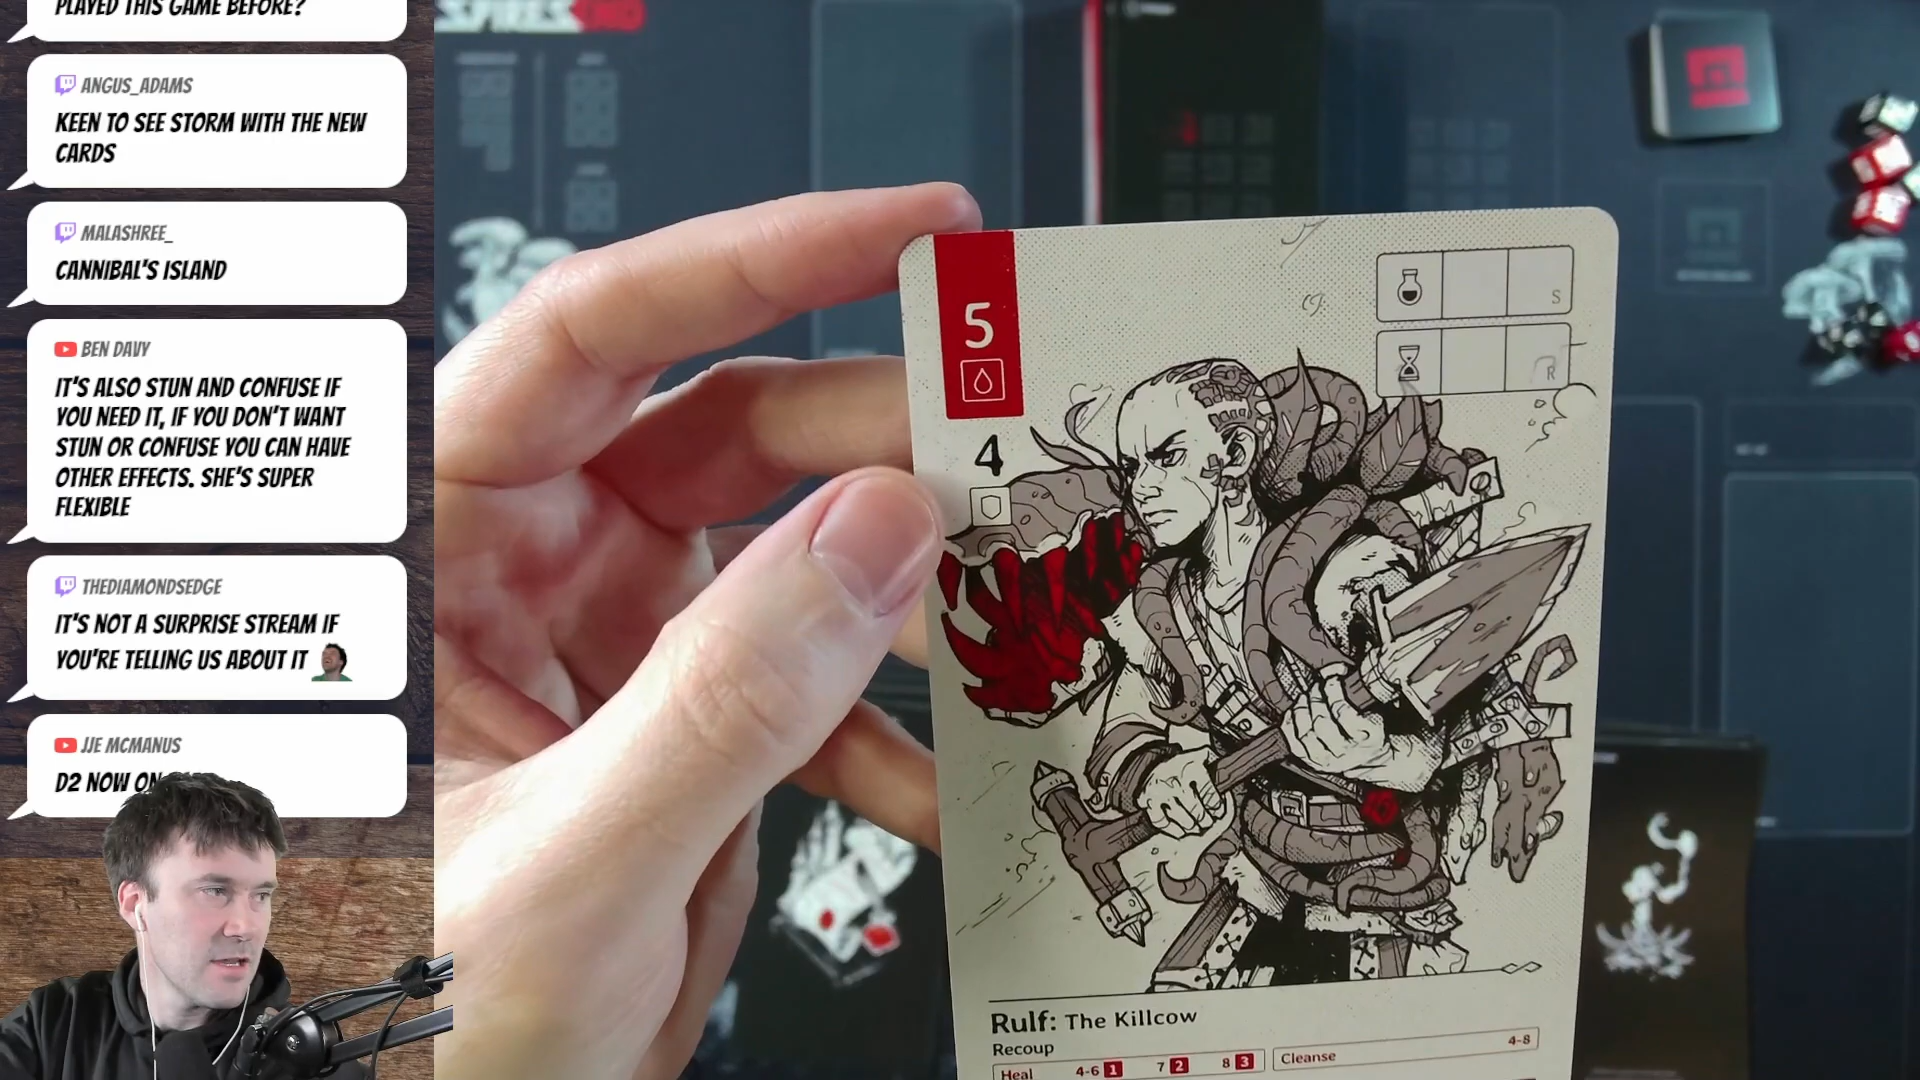 PLAYED THIS GAME BEFORE?
ANGUS_ADAMS
KEEN TO SEE STORM WITH THE NEW
CARDS
MALASHREE_
CANNIBAL'S ISLAND
BEN DAVY
IT'S ALSO STUN AND CONFUSE IF
YOU NEED IT, IF YOU DON'T WANT
STUN OR CONFUSE YOU CAN HAVE
OTHER EFFECTS. SHE'S SUPER
FLEXIBLE
THEDIAMONDSEDGE
IT'S NOT A SURPRISE STREAM IF
YOU'RE TELLING US ABOUT IT
JJE MCMANUS
D2 NOW ON
SPIRES END
5
4
S
R
Rulf: The Killcow
Recoup
Heal 4-6 1 7 2 8 3
Cleanse 4-8